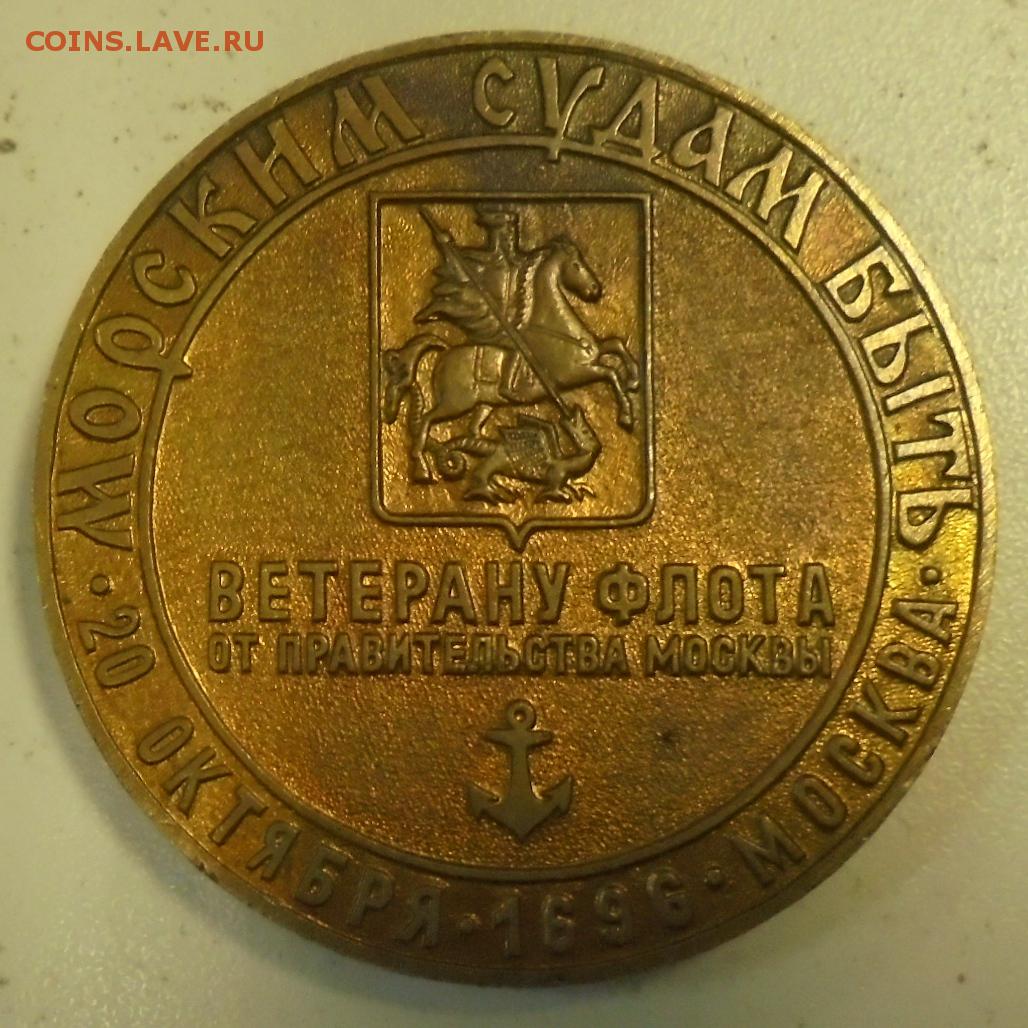 COINS.LAVE.RU
МОРСКИМ СУДАМ БЫТЬ
ВЕТЕРАНУ ФЛОТА
ОТ ПРАВИТЕЛЬСТВА МОСКВЫ
· 20 ОКТЯБРЯ · 1696 · МОСКВА ·